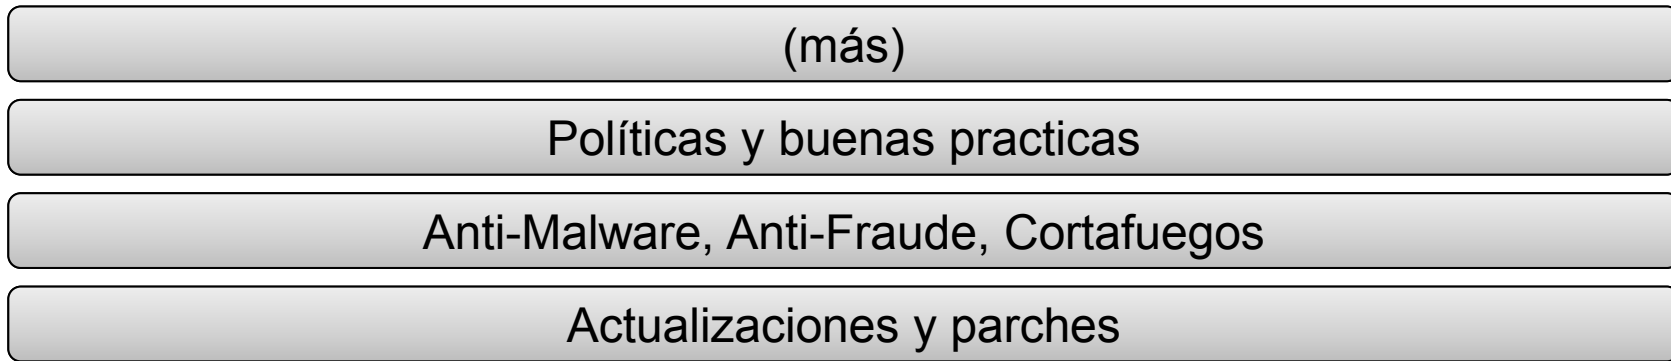 (más)
Políticas y buenas practicas
Anti-Malware, Anti-Fraude, Cortafuegos
Actualizaciones y parches